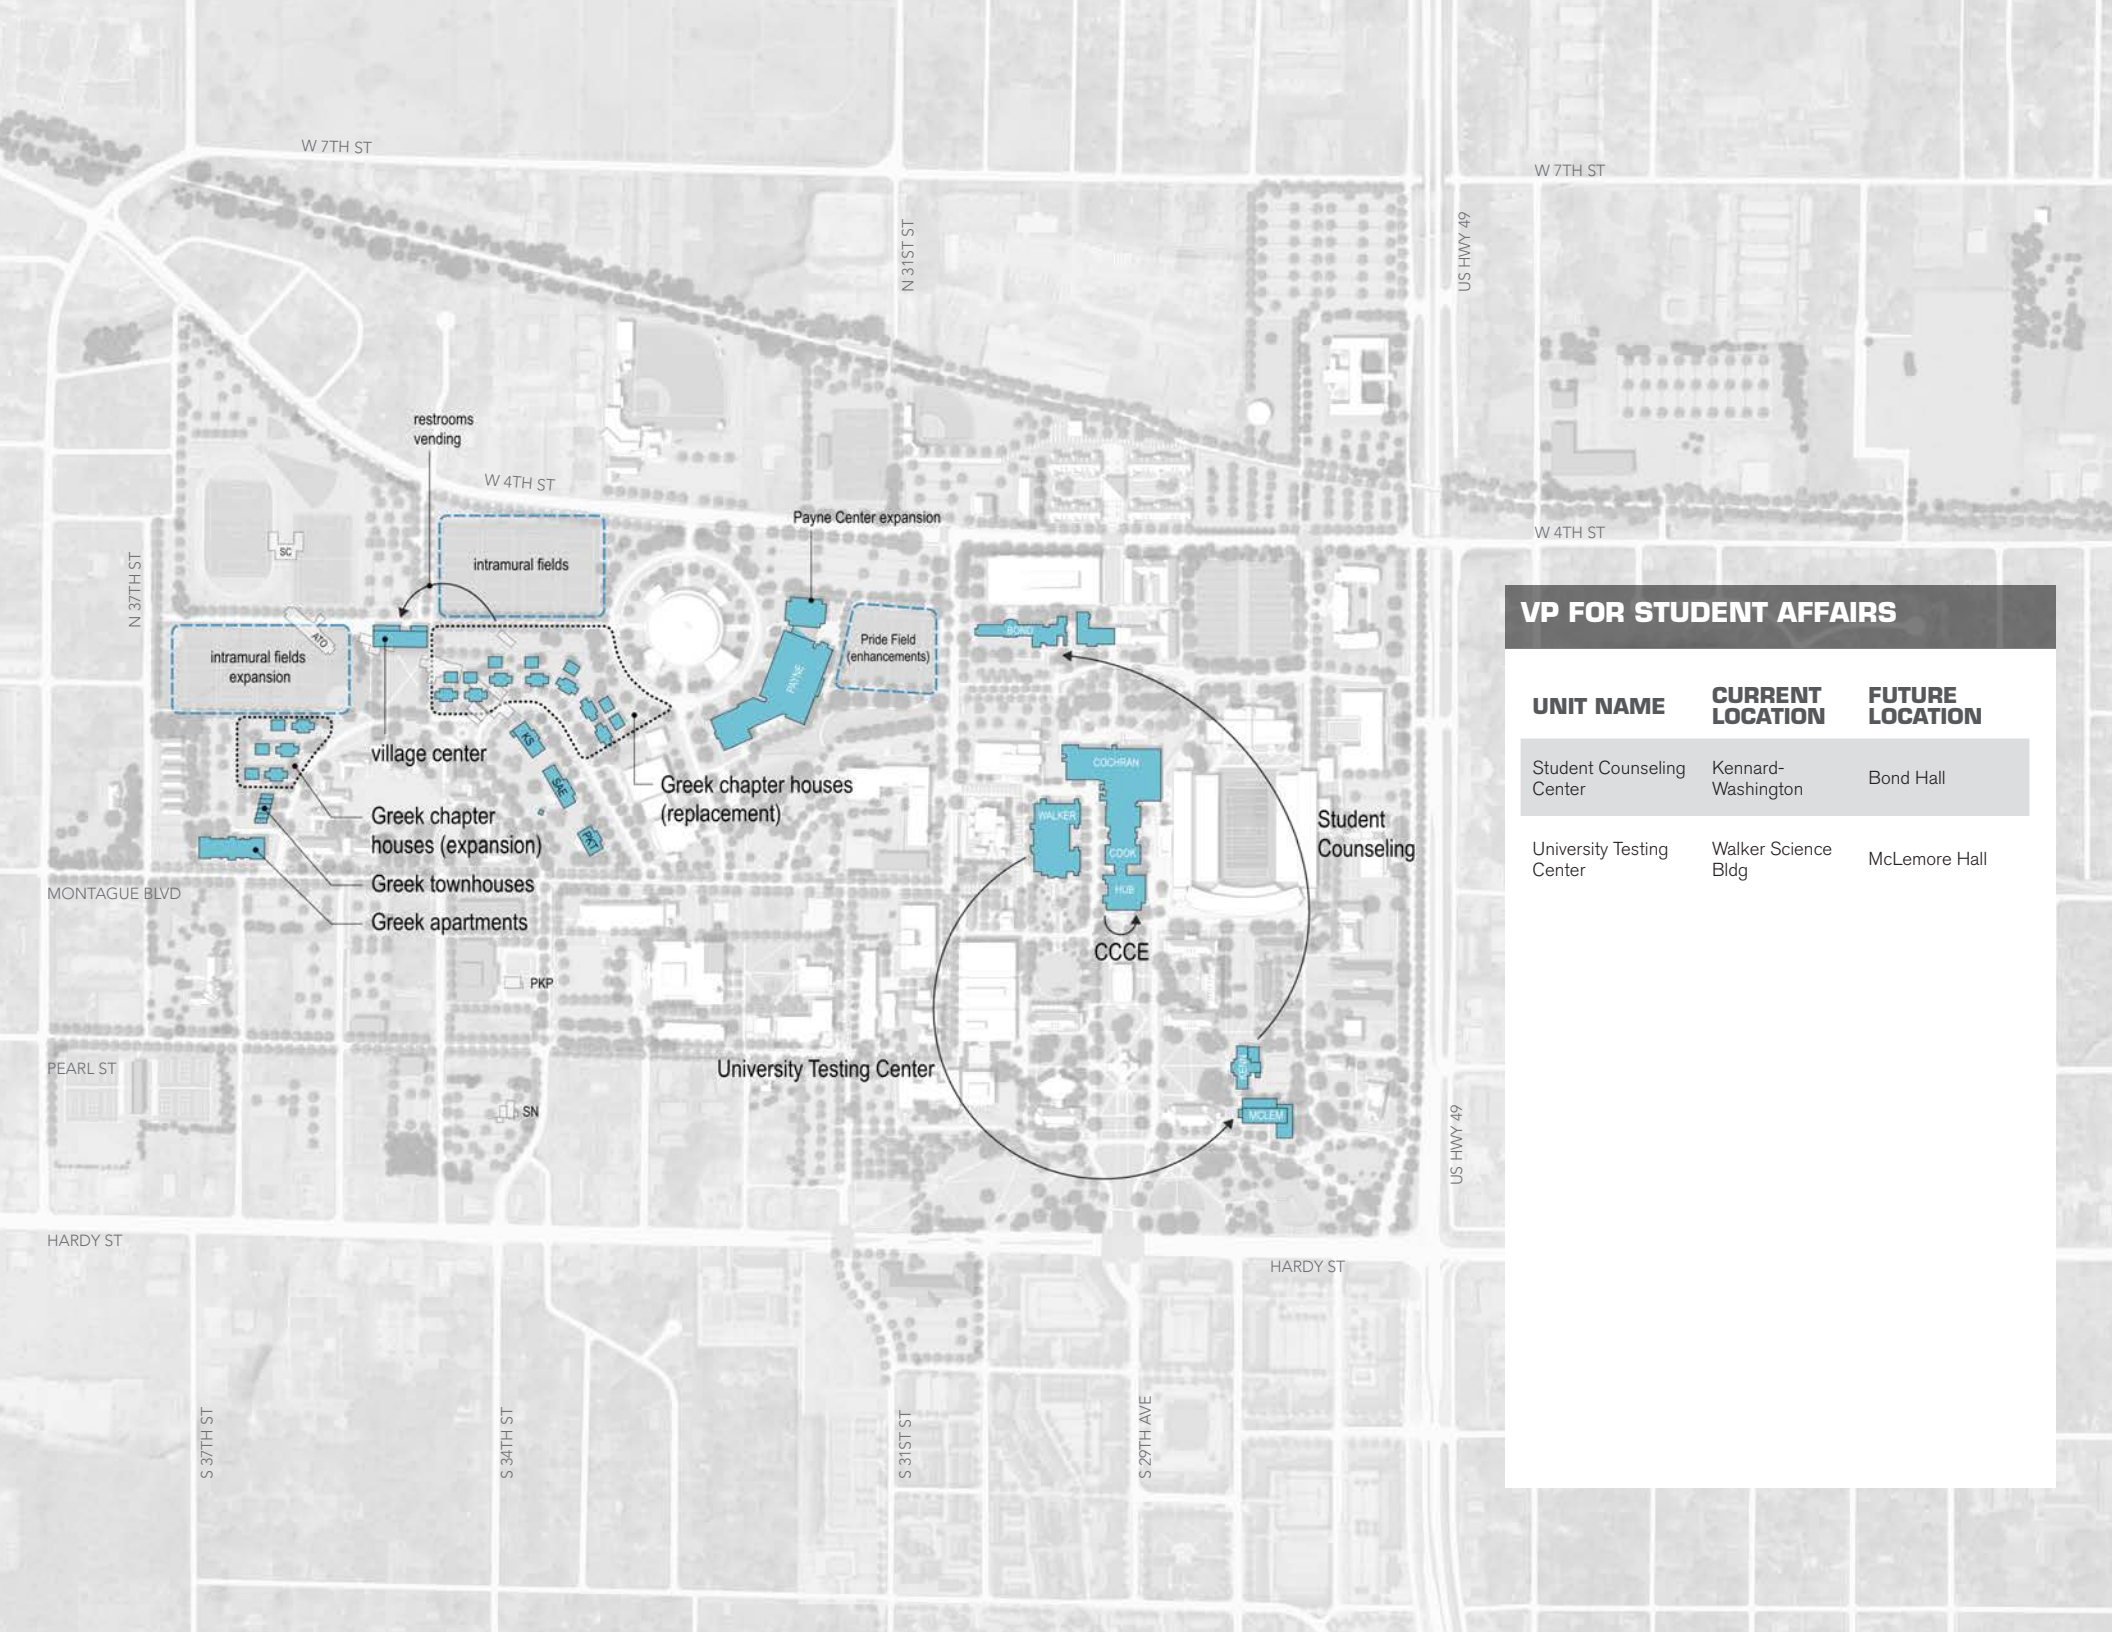 W 7TH ST
W 7TH ST
N 31ST ST
US HWY 49
restrooms
vending
W 4TH ST
Payne Center expansion
W 4TH ST
SC
intramural fields
N 37TH ST
ATO
intramural fields
expansion
Pride Field
(enhancements)
BOND
PAYNE
village center
KS
SAE
PKT
Greek chapter houses
(replacement)
Greek chapter
houses (expansion)
Greek townhouses
Greek apartments
MONTAGUE BLVD
COCHRAN
WALKER
COOK
HUB
CCCE
Student
Counseling
PKP
PEARL ST
University Testing Center
SN
MCLEM
US HWY 49
HARDY ST
HARDY ST
S 37TH ST
S 34TH ST
S 31ST ST
S 29TH AVE
VP FOR STUDENT AFFAIRS
UNIT NAME
CURRENT
LOCATION
FUTURE
LOCATION
Student Counseling
Center
Kennard-
Washington
Bond Hall
University Testing
Center
Walker Science
Bldg
McLemore Hall